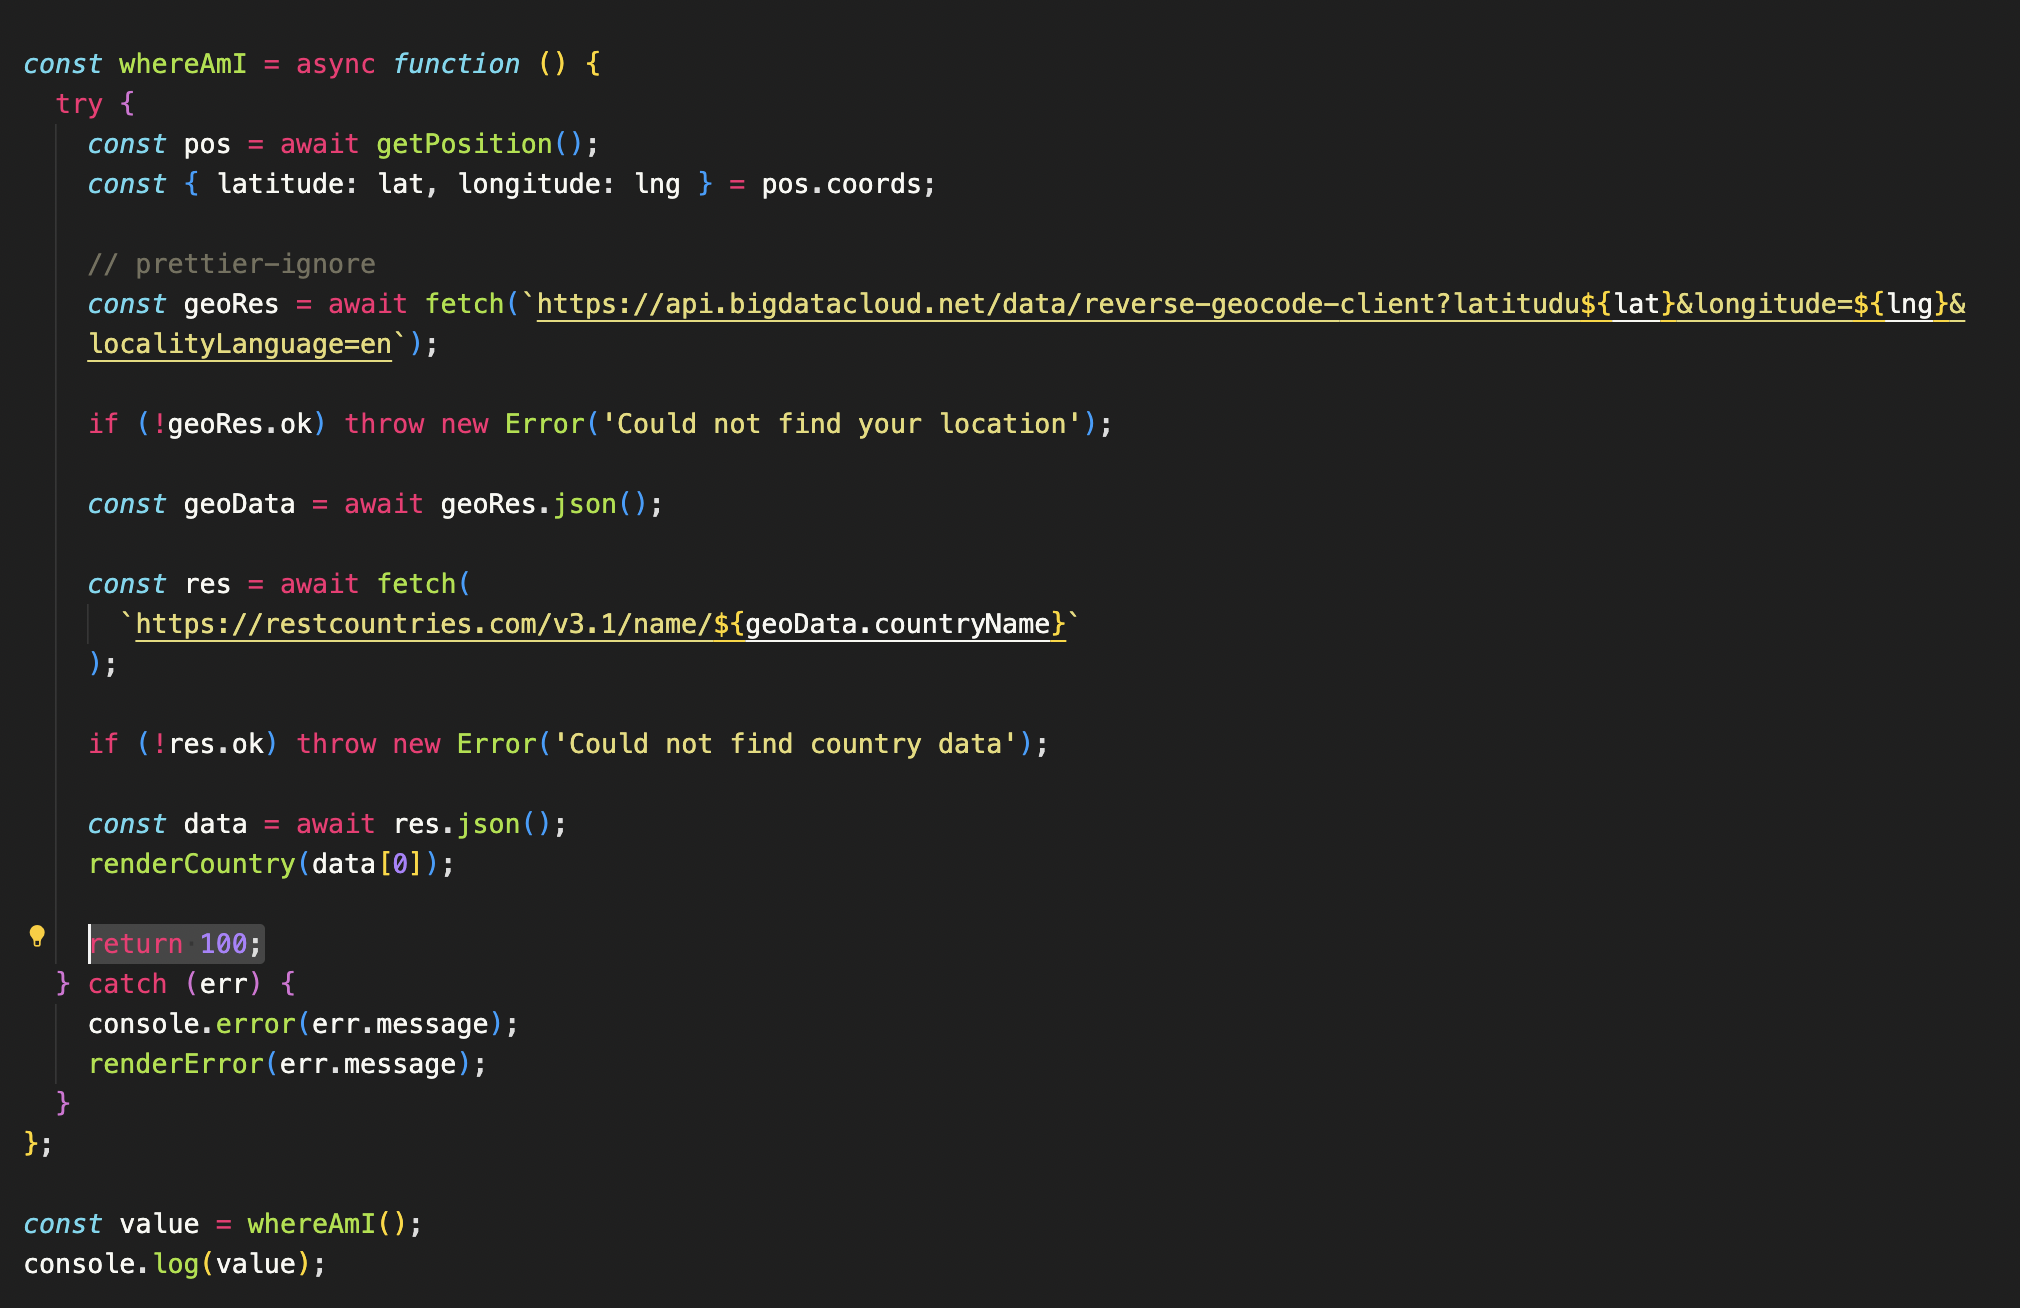 const whereAmI = async function () {
  try {
    const pos = await getPosition();
    const { latitude: lat, longitude: lng } = pos.coords;

    // prettier-ignore
    const geoRes = await fetch(`https://api.bigdatacloud.net/data/reverse-geocode-client?latitudu${lat}&longitude=${lng}&
    localityLanguage=en`);

    if (!geoRes.ok) throw new Error('Could not find your location');

    const geoData = await geoRes.json();

    const res = await fetch(
      `https://restcountries.com/v3.1/name/${geoData.countryName}`
    );

    if (!res.ok) throw new Error('Could not find country data');

    const data = await res.json();
    renderCountry(data[0]);

    return 100;
  } catch (err) {
    console.error(err.message);
    renderError(err.message);
  }
};

const value = whereAmI();
console.log(value);